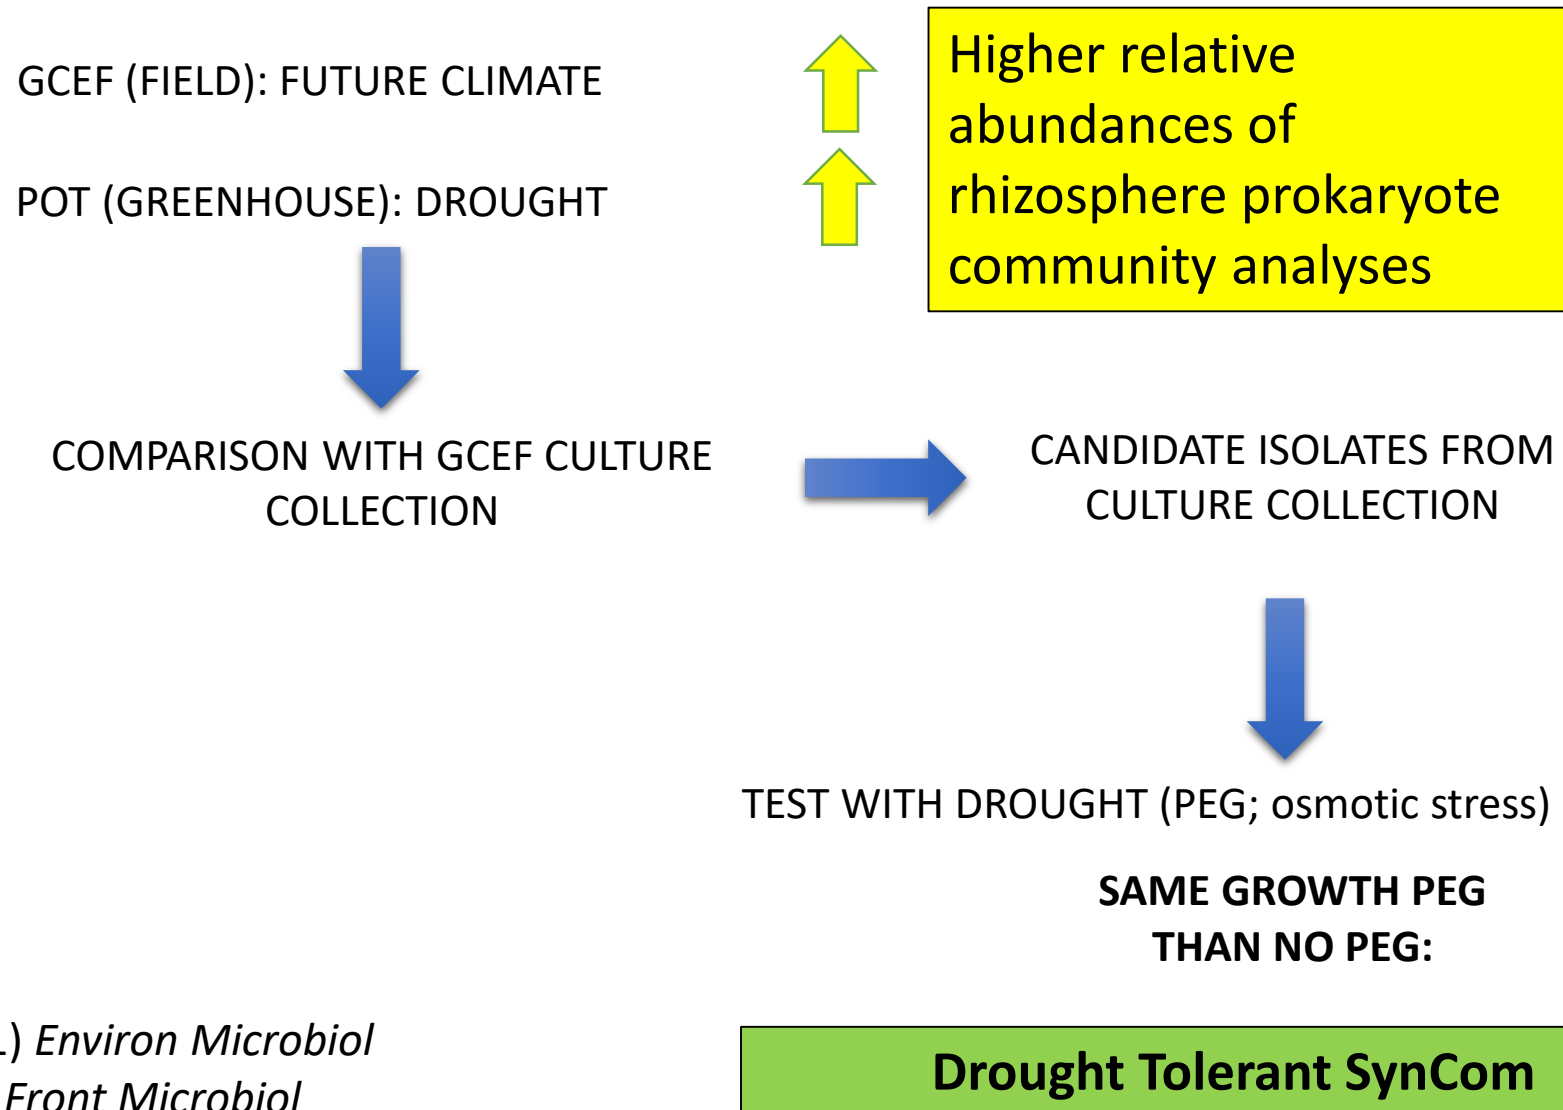 GCEF (FIELD): FUTURE CLIMATE
Higher relative
abundances of
rhizosphere prokaryote
community analyses
POT (GREENHOUSE): DROUGHT
COMPARISON WITH GCEF CULTURE
COLLECTION
CANDIDATE ISOLATES FROM
CULTURE COLLECTION
TEST WITH DROUGHT (PEG; osmotic stress)
SAME GROWTH PEG
THAN NO PEG:
) Environ Microbiol
Front Microbiol
Drought Tolerant SynCom